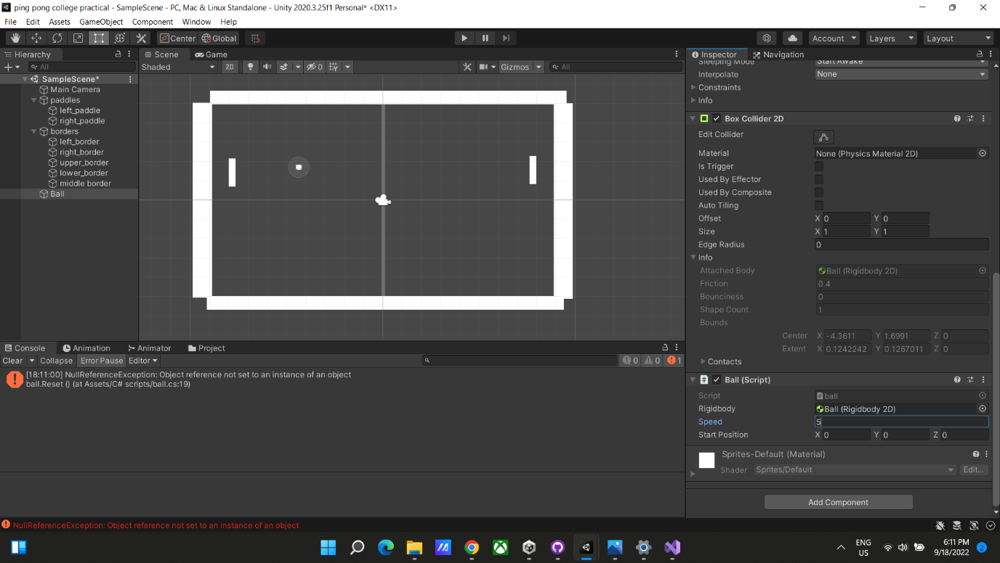 ping pong college practical - SampleScene - PC, Mac & Linux Standalone - Unity 2020.3.25f1 Personal* <DX11>
File Edit Assets GameObject Component Window Help
Center Global Account Layers Layout
Hierarchy
All
SampleScene*
Main Camera
paddles
left_paddle
right_paddle
borders
left_border
right_border
upper_border
lower_border
middle border
Ball
Scene Game
Shaded 2D 0 Gizmos All
Inspector Navigation
Sleeping Mode Start Awake
Interpolate None
Constraints
Info
Box Collider 2D
Edit Collider
Material None (Physics Material 2D)
Is Trigger
Used By Effector
Used By Composite
Auto Tiling
Offset X 0 Y 0
Size X 1 Y 1
Edge Radius 0
Info
Attached Body Ball (Rigidbody 2D)
Friction 0.4
Bounciness 0
Shape Count 1
Bounds
Center X -4.3611 Y 1.6991 Z 0
Extent X 0.1242242 Y 0.1267011 Z 0
Contacts
# Ball (Script)
Script ball
Rigidbody Ball (Rigidbody 2D)
Speed 5
Start Position X 0 Y 0 Z 0
Sprites-Default (Material)
Shader Sprites/Default Edit...
Add Component
Console Animation Animator Project
Clear Collapse Error Pause Editor 0 0 1
[18:11:00] NullReferenceException: Object reference not set to an instance of an object
ball.Reset () (at Assets/C# scripts/ball.cs:19)
NullReferenceException: Object reference not set to an instance of an object
ENG
US
6:11 PM
9/18/2022
2